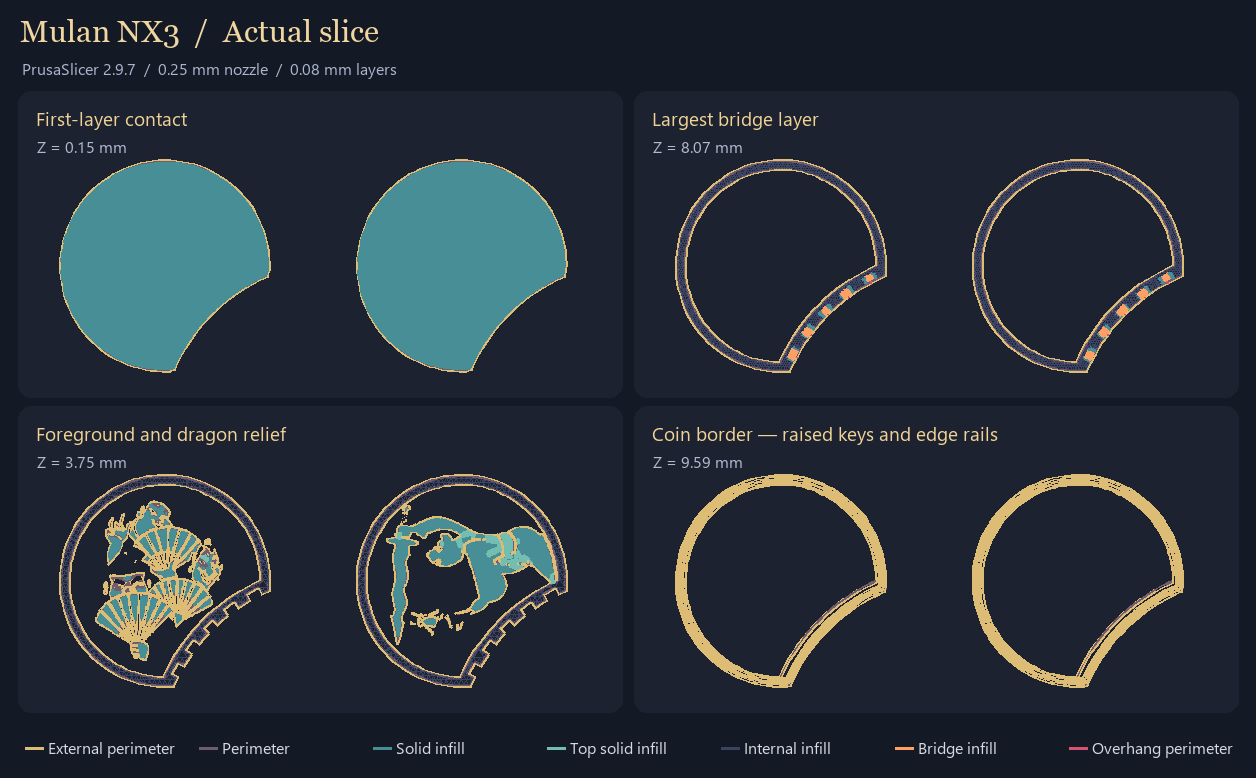 Mulan NX3 / Actual slice
PrusaSlicer 2.9.7 / 0.25 mm nozzle / 0.08 mm layers
First-layer contact
Z = 0.15 mm
Largest bridge layer
Z = 8.07 mm
Foreground and dragon relief
Z = 3.75 mm
Coin border — raised keys and edge rails
Z = 9.59 mm
External perimeter
Perimeter
Solid infill
Top solid infill
Internal infill
Bridge infill
Overhang perimeter